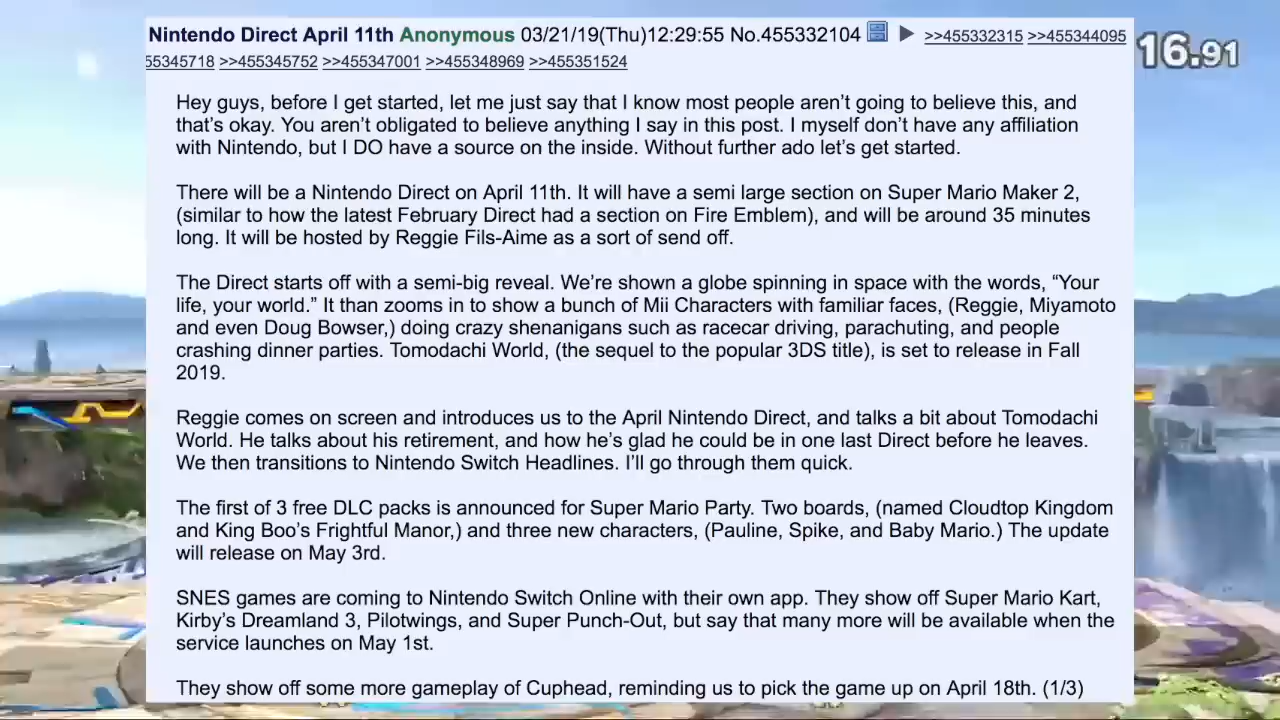 Nintendo Direct April 11th Anonymous 03/21/19(Thu)12:29:55 No.455332104 ▶ >>455332315 >>455344095
55345718 >>455345752 >>455347001 >>455348969 >>455351524
16.91
Hey guys, before I get started, let me just say that I know most people aren't going to believe this, and
that's okay. You aren't obligated to believe anything I say in this post. I myself don't have any affiliation
with Nintendo, but I DO have a source on the inside. Without further ado let's get started.
There will be a Nintendo Direct on April 11th. It will have a semi large section on Super Mario Maker 2,
(similar to how the latest February Direct had a section on Fire Emblem), and will be around 35 minutes
long. It will be hosted by Reggie Fils-Aime as a sort of send off.
The Direct starts off with a semi-big reveal. We're shown a globe spinning in space with the words, “Your
life, your world.” It than zooms in to show a bunch of Mii Characters with familiar faces, (Reggie, Miyamoto
and even Doug Bowser,) doing crazy shenanigans such as racecar driving, parachuting, and people
crashing dinner parties. Tomodachi World, (the sequel to the popular 3DS title), is set to release in Fall
2019.
Reggie comes on screen and introduces us to the April Nintendo Direct, and talks a bit about Tomodachi
World. He talks about his retirement, and how he's glad he could be in one last Direct before he leaves.
We then transitions to Nintendo Switch Headlines. I'll go through them quick.
The first of 3 free DLC packs is announced for Super Mario Party. Two boards, (named Cloudtop Kingdom
and King Boo's Frightful Manor,) and three new characters, (Pauline, Spike, and Baby Mario.) The update
will release on May 3rd.
SNES games are coming to Nintendo Switch Online with their own app. They show off Super Mario Kart,
Kirby's Dreamland 3, Pilotwings, and Super Punch-Out, but say that many more will be available when the
service launches on May 1st.
They show off some more gameplay of Cuphead, reminding us to pick the game up on April 18th. (1/3)